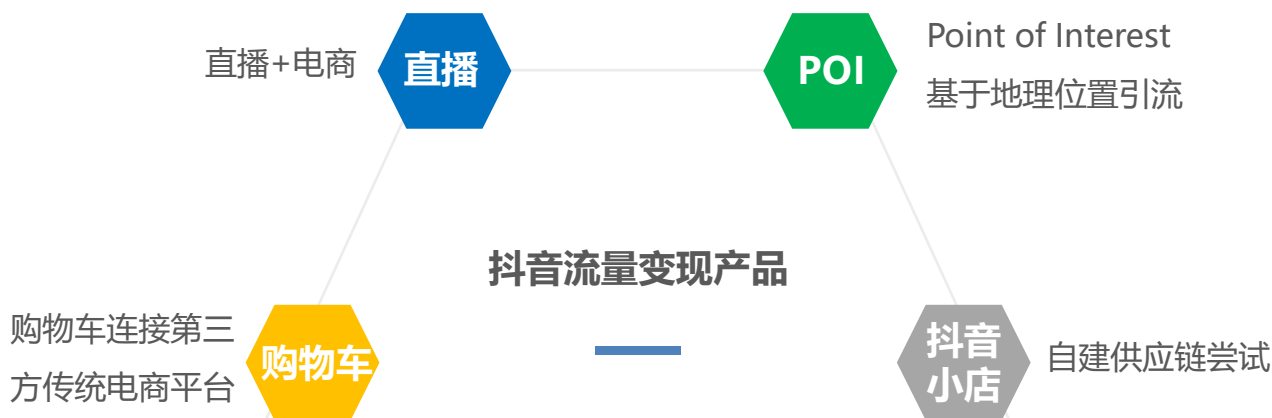 直播+电商
直播
POI
Point of Interest
基于地理位置引流
抖音流量变现产品
购物车连接第三
方传统电商平台
购物车
抖音
小店
自建供应链尝试